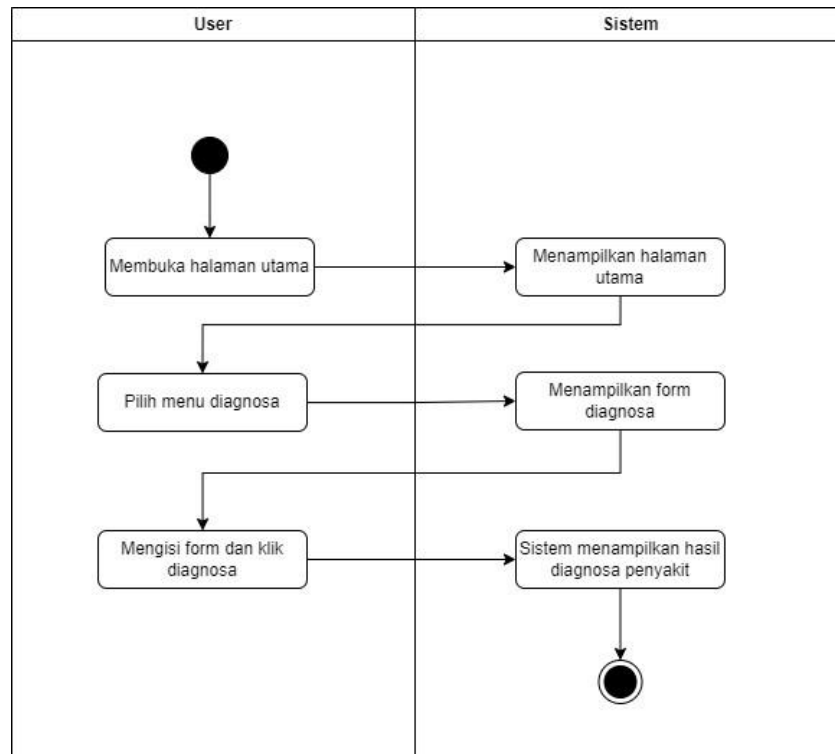 User
Sistem
Membuka halaman utama
Menampilkan halaman
utama
Pilih menu diagnosa
Menampilkan form
diagnosa
Mengisi form dan klik
diagnosa
Sistem menampilkan hasil
diagnosa penyakit